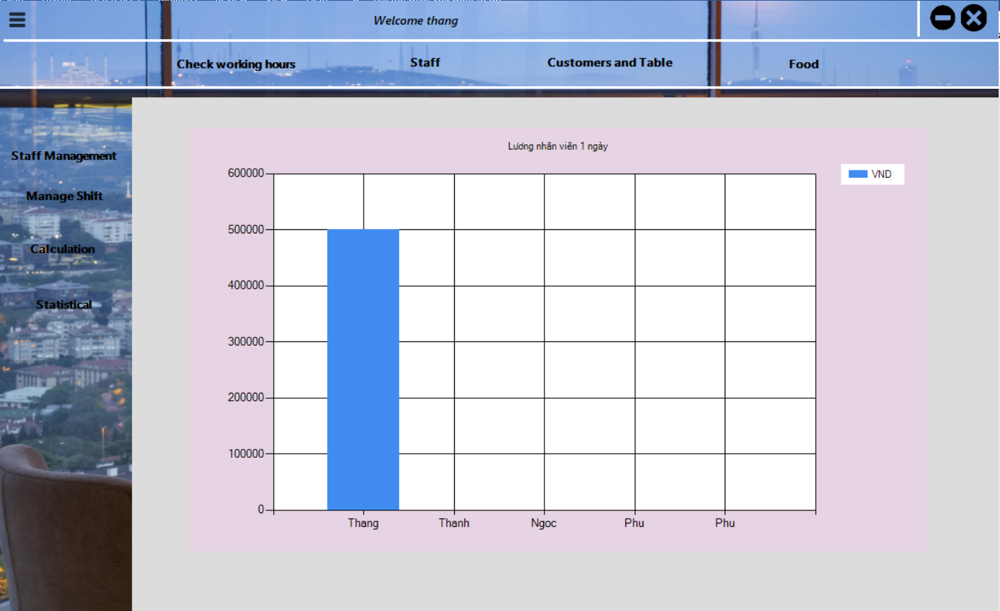 Welcome thang
Check working hours
Staff
Customers and Table
Food
Staff Management
Manage Shift
Calculation
Statistical
Lương nhân viên 1 ngày
VND
600000
500000
400000
300000
200000
100000
0
Thang
Thanh
Ngoc
Phu
Phu